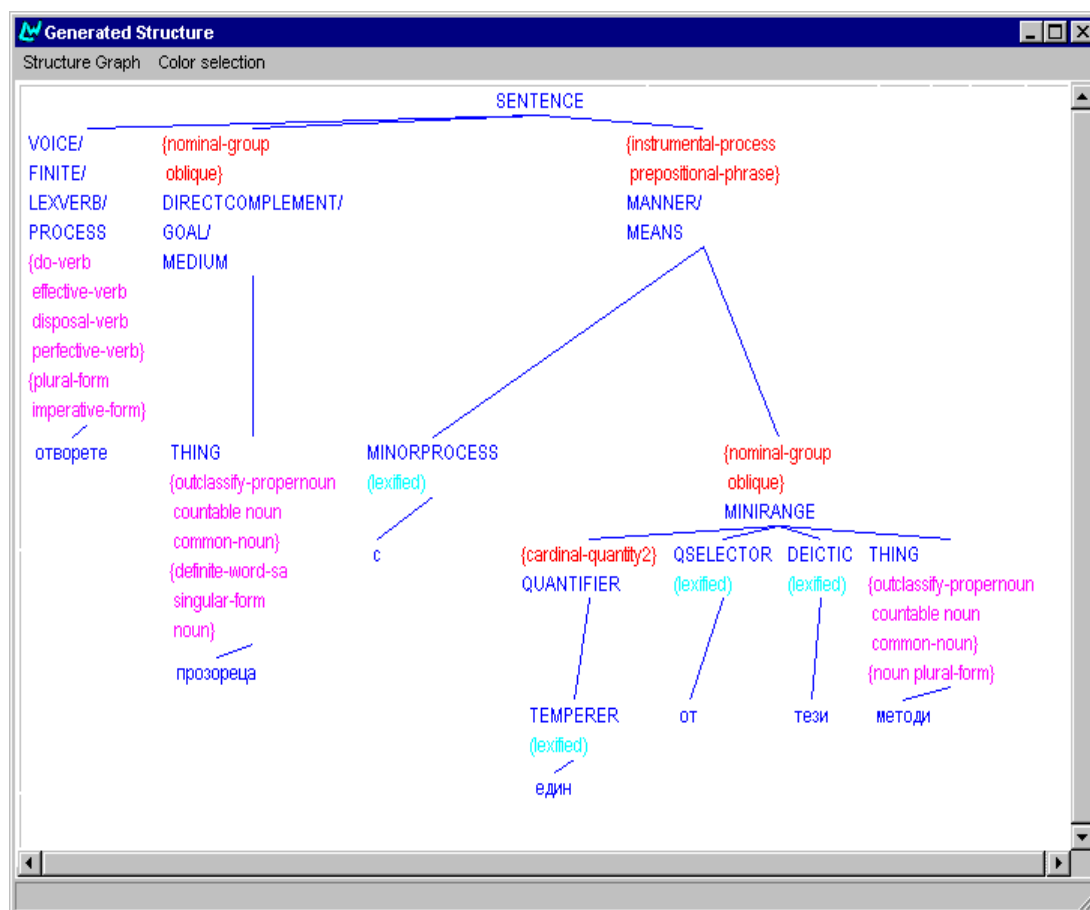 Generated Structure
Structure Graph Color selection
SENTENCE
VOICE/ {nominal-group {instrumental-process
FINITE/ oblique} prepositional-phrase}
LEXVERB/ DIRECTCOMPLEMENT/ MANNER/
PROCESS GOAL/ MEANS
{do-verb MEDIUM
effective-verb
disposal-verb
perfective-verb}
{plural-form
imperative-form}
отворете THING MINORPROCESS {nominal-group
{outclassify-propernoun (lexified) oblique}
countable noun MINIRANGE
common-noun} с {cardinal-quantity2} QSELECTOR DEICTIC THING
{definite-word-sa QUANTIFIER (lexified) (lexified) {outclassify-propernoun
singular-form countable noun
noun} common-noun}
прозореца {noun plural-form}
TEMPERER от тези методи
(lexified)
един